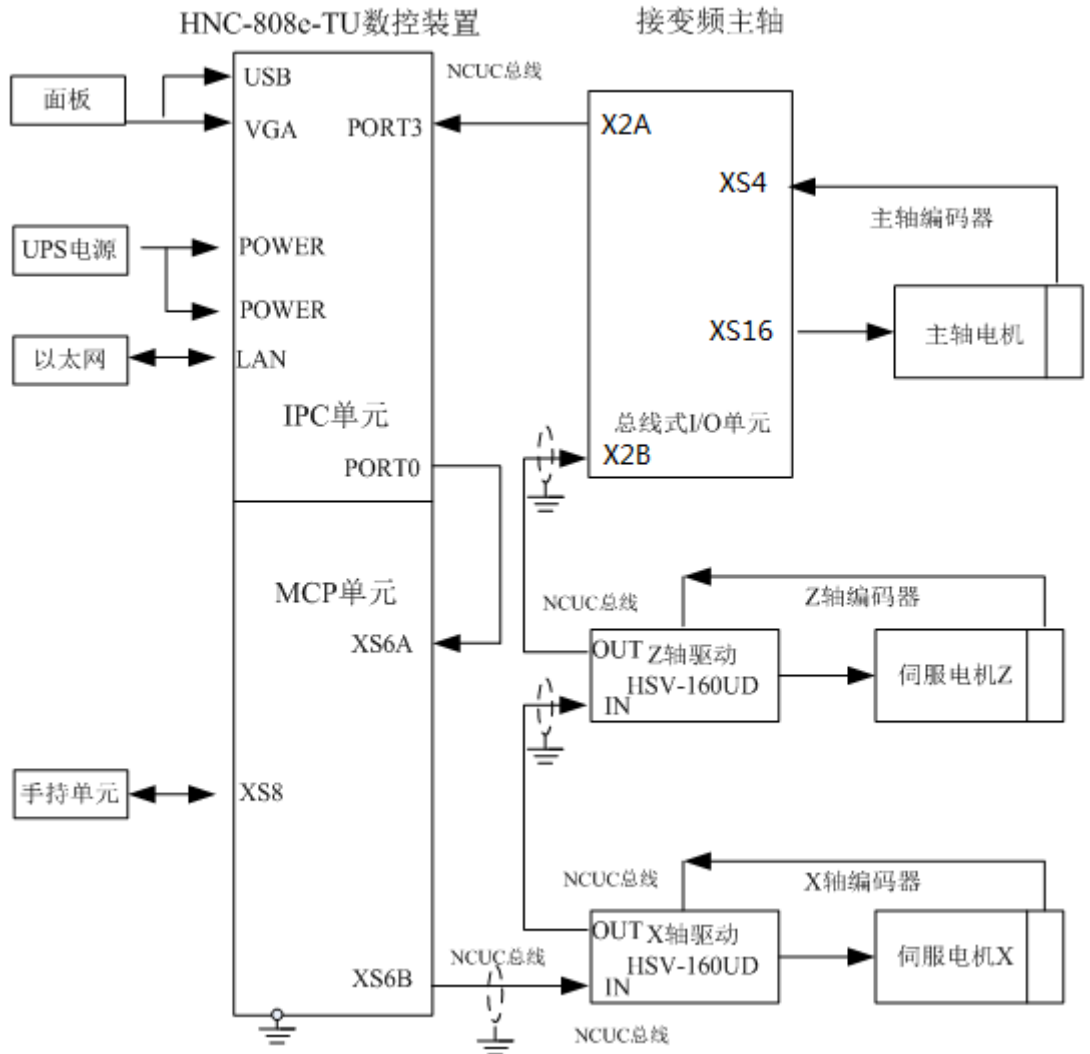 HNC-808e-TU数控装置
接变频主轴
面板
USB
VGA
PORT3
NCUC总线
X2A
XS4
主轴编码器
UPS电源
POWER
POWER
XS16
主轴电机
以太网
LAN
IPC单元
总线式I/O单元
PORT0
X2B
MCP单元
XS6A
NCUC总线
Z轴编码器
OUT
Z轴驱动
HSV-160UD
IN
伺服电机Z
手持单元
XS8
NCUC总线
X轴编码器
OUT
X轴驱动
HSV-160UD
IN
伺服电机X
XS6B
NCUC总线
NCUC总线